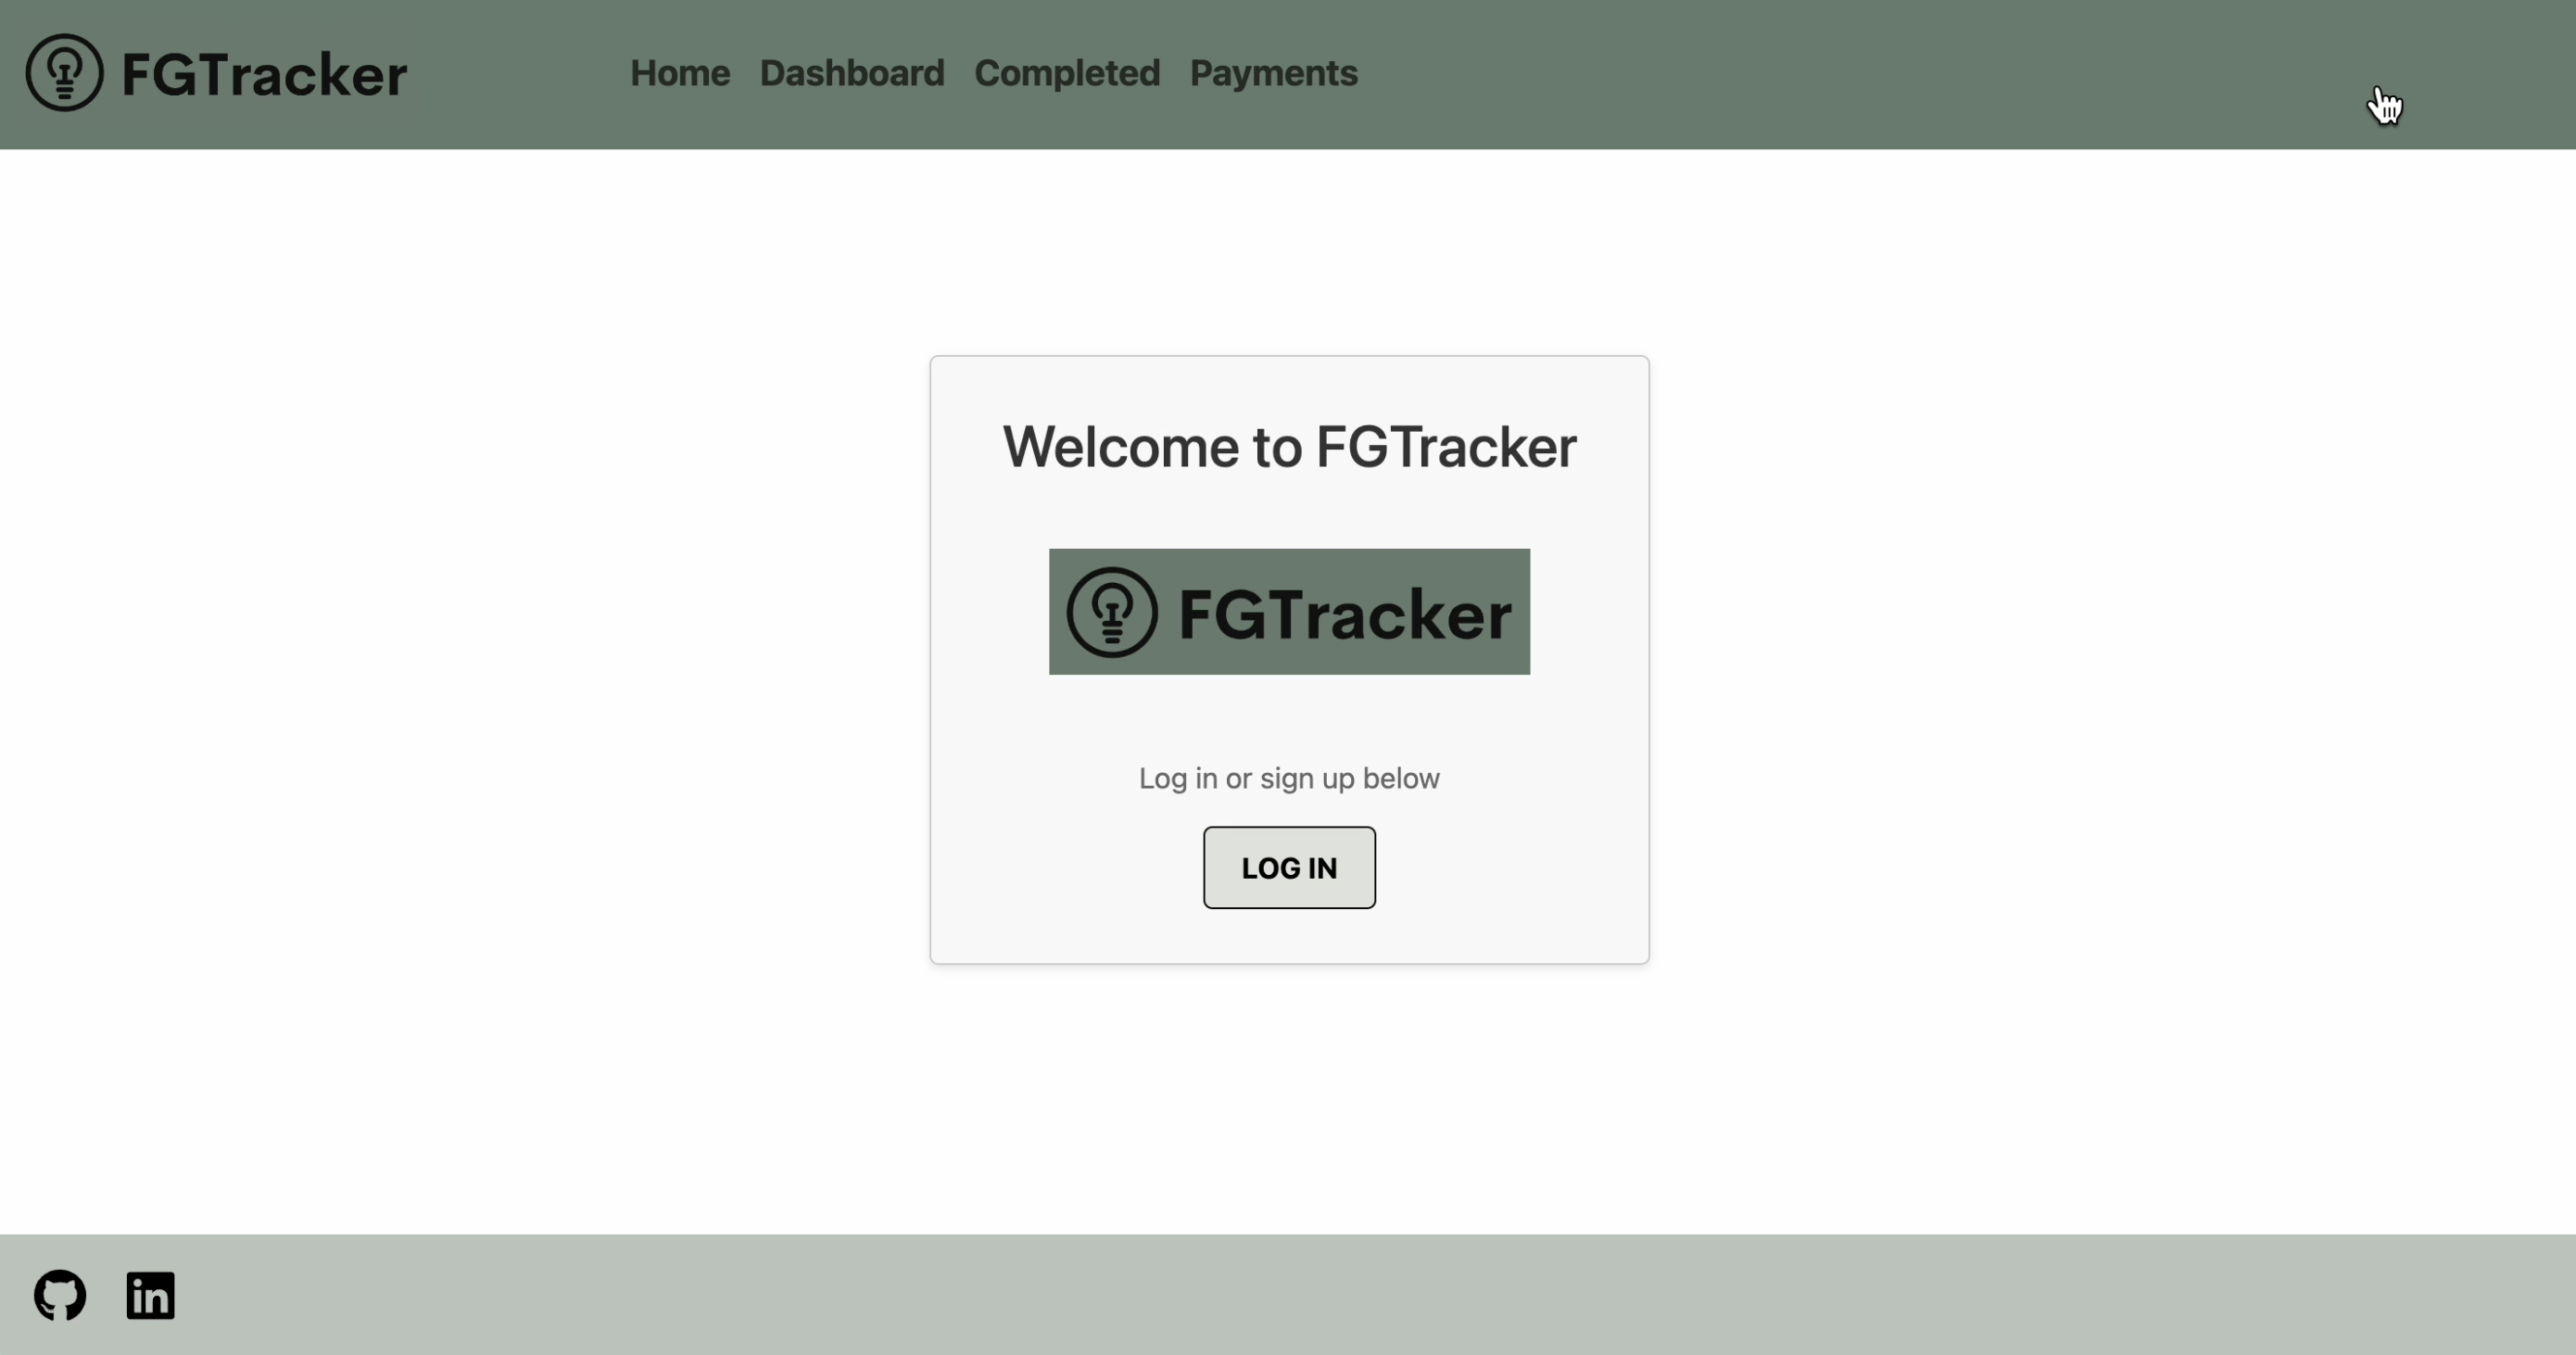 FGTracker
Home Dashboard Completed Payments
Welcome to FGTracker
FGTracker
Log in or sign up below
LOG IN
in